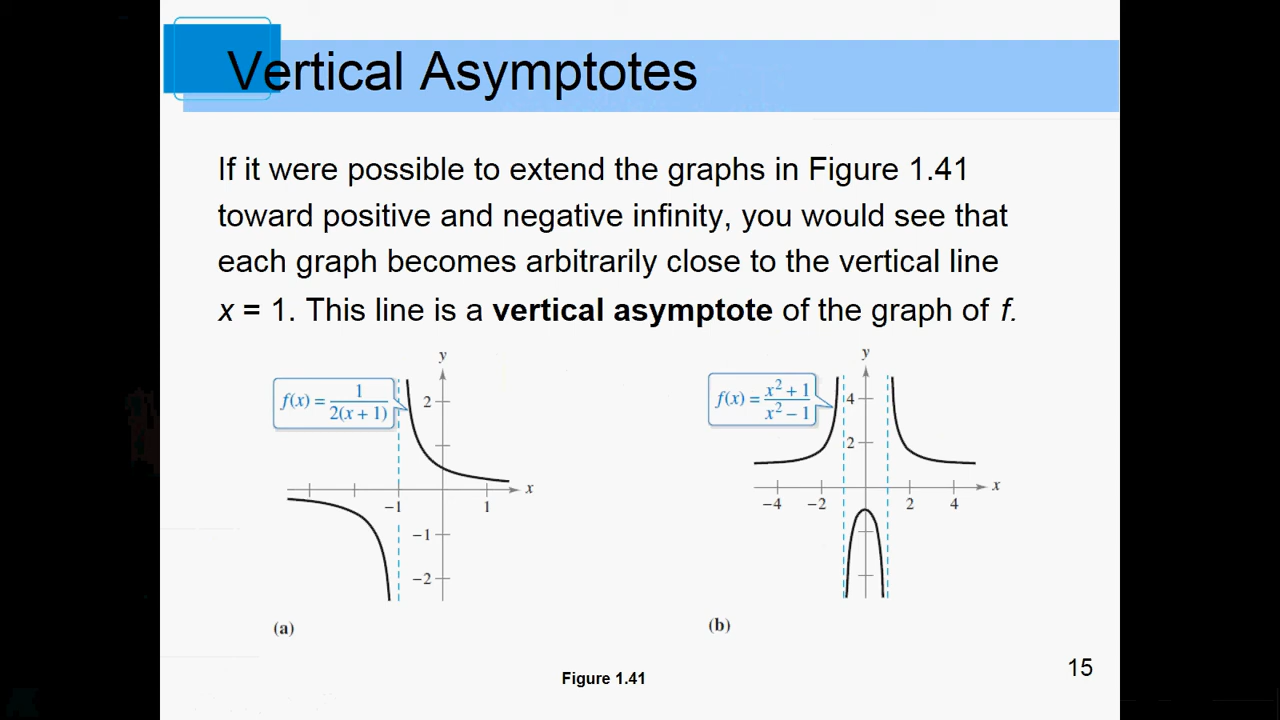 Vertical Asymptotes
If it were possible to extend the graphs in Figure 1.41
toward positive and negative infinity, you would see that
each graph becomes arbitrarily close to the vertical line
x = 1. This line is a vertical asymptote of the graph of f.
y
f(x) = 1 / 2(x + 1)
2
x
−1
1
−1
−2
(a)
y
f(x) = x² + 1 / x² − 1
4
2
x
−4
−2
2
4
(b)
Figure 1.41
15